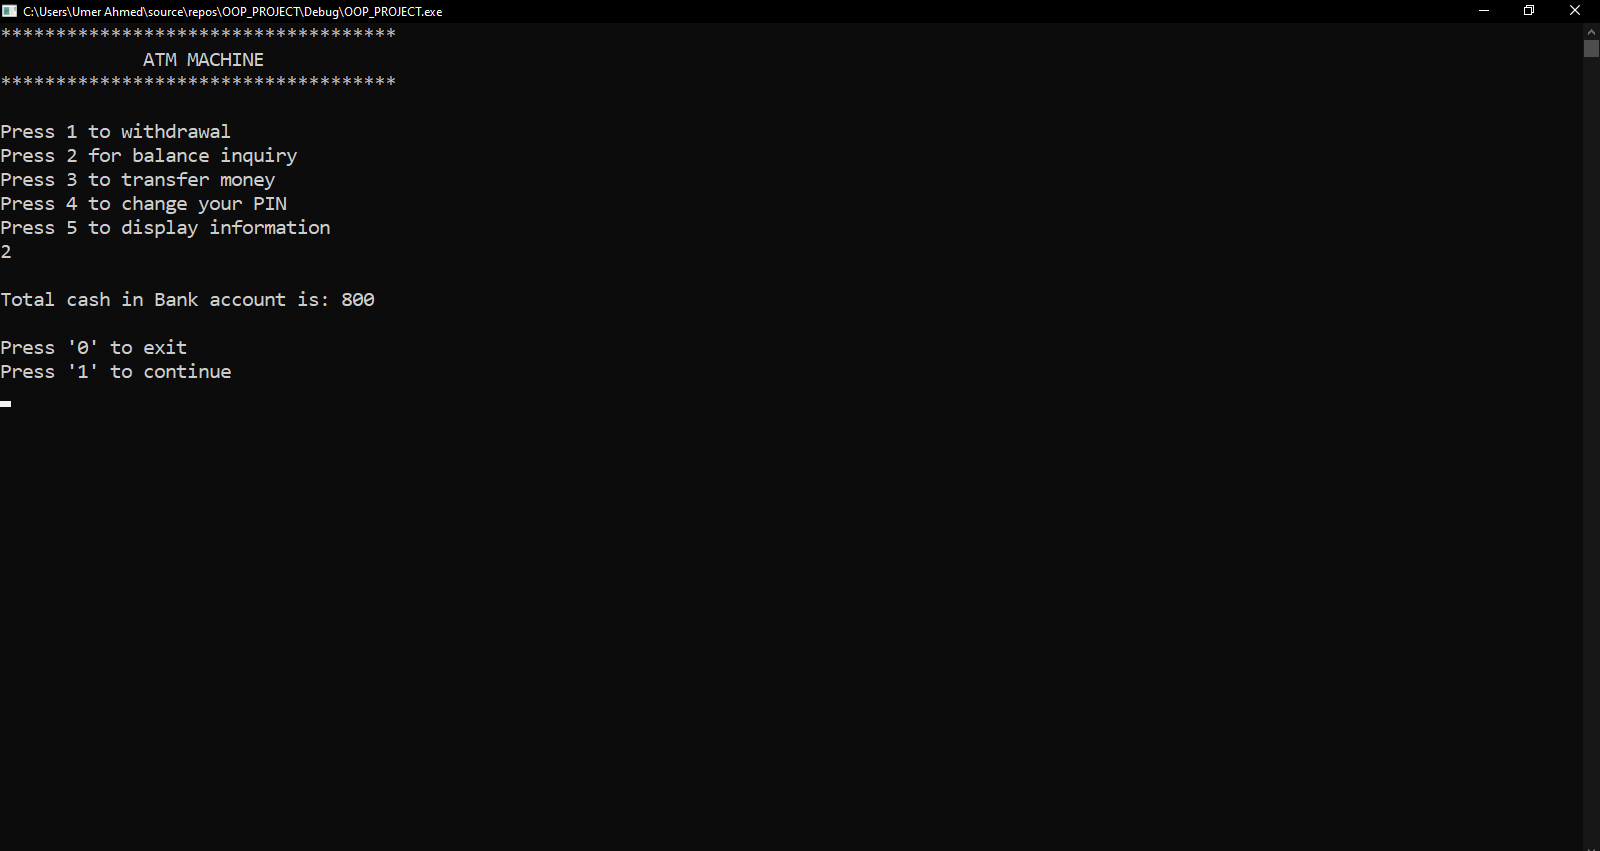 C:\Users\Umer Ahmed\source\repos\OOP_PROJECT\Debug\OOP_PROJECT.exe
************************************
ATM MACHINE
************************************
Press 1 to withdrawal
Press 2 for balance inquiry
Press 3 to transfer money
Press 4 to change your PIN
Press 5 to display information
2
Total cash in Bank account is: 800
Press '0' to exit
Press '1' to continue